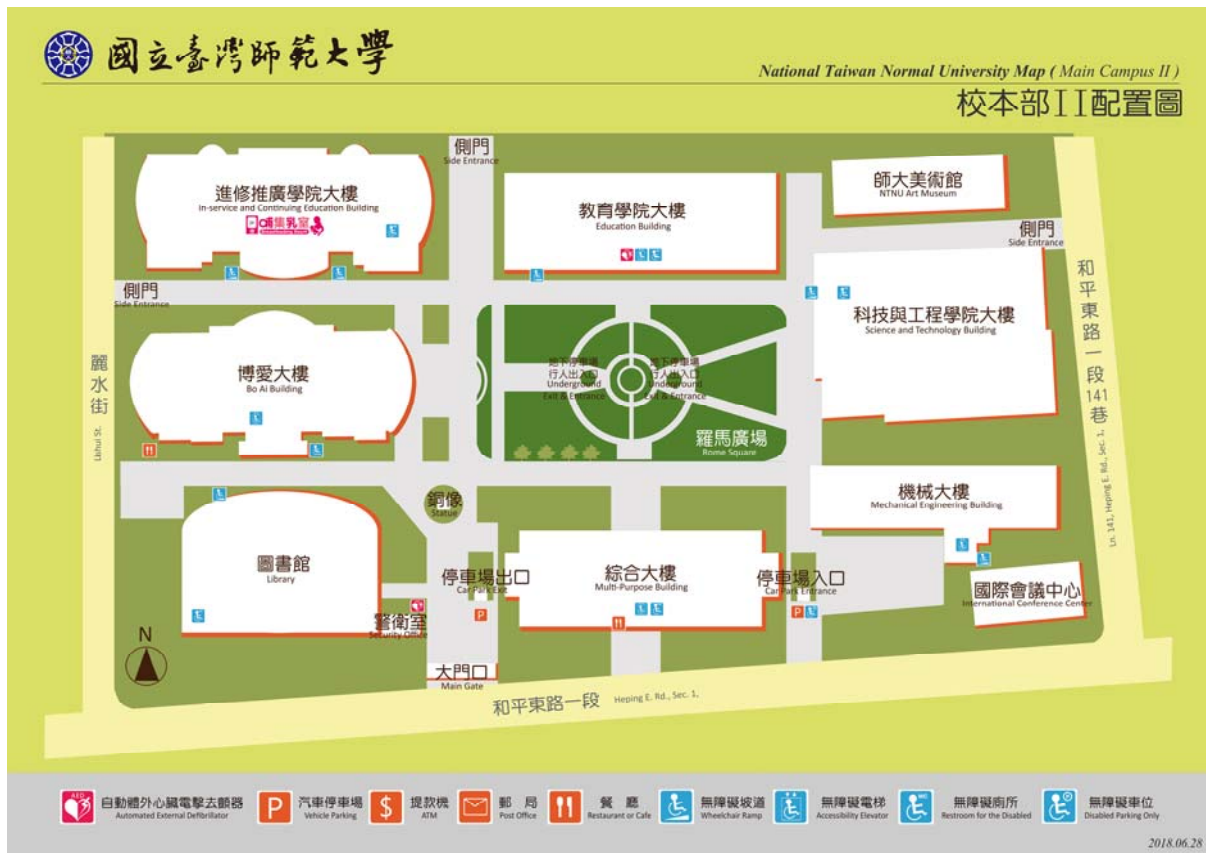 國立臺灣師範大學
National Taiwan Normal University Map ( Main Campus II )
校本部II配置圖
側門
Side Entrance
進修推廣學院大樓
In-service and Continuing Education Building
集乳室
教育學院大樓
Education Building
師大美術館
NTNU Art Museum
側門
Side Entrance
側門
Side Entrance
科技與工程學院大樓
Science and Technology Building
和平東路一段141巷
Ln. 141, Heping E. Rd., Sec. 1,
麗水街
Lishui St.
博愛大樓
Bo Ai Building
地下停車場
行人出入口
Underground
Exit & Entrance
地下停車場
行人出入口
Underground
Exit & Entrance
羅馬廣場
Rome Square
機械大樓
Mechanical Engineering Building
銅像
Statue
圖書館
Library
停車場出口
Car Park Exit
P
綜合大樓
Multi-Purpose Building
停車場入口
Car Park Entrance
P
國際會議中心
International Conference Center
警衛室
Security Office
N
大門口
Main Gate
和平東路一段 Heping E. Rd., Sec. 1,
AED
自動體外心臟電擊去顫器
Automated External Defibrillator
P
汽車停車場
Vehicle Parking
$
提款機
ATM
郵局
Post Office
餐廳
Restaurant or Cafe
無障礙坡道
Wheelchair Ramp
無障礙電梯
Accessibility Elevator
無障礙廁所
Restroom for the Disabled
無障礙車位
Disabled Parking Only
2018.06.28